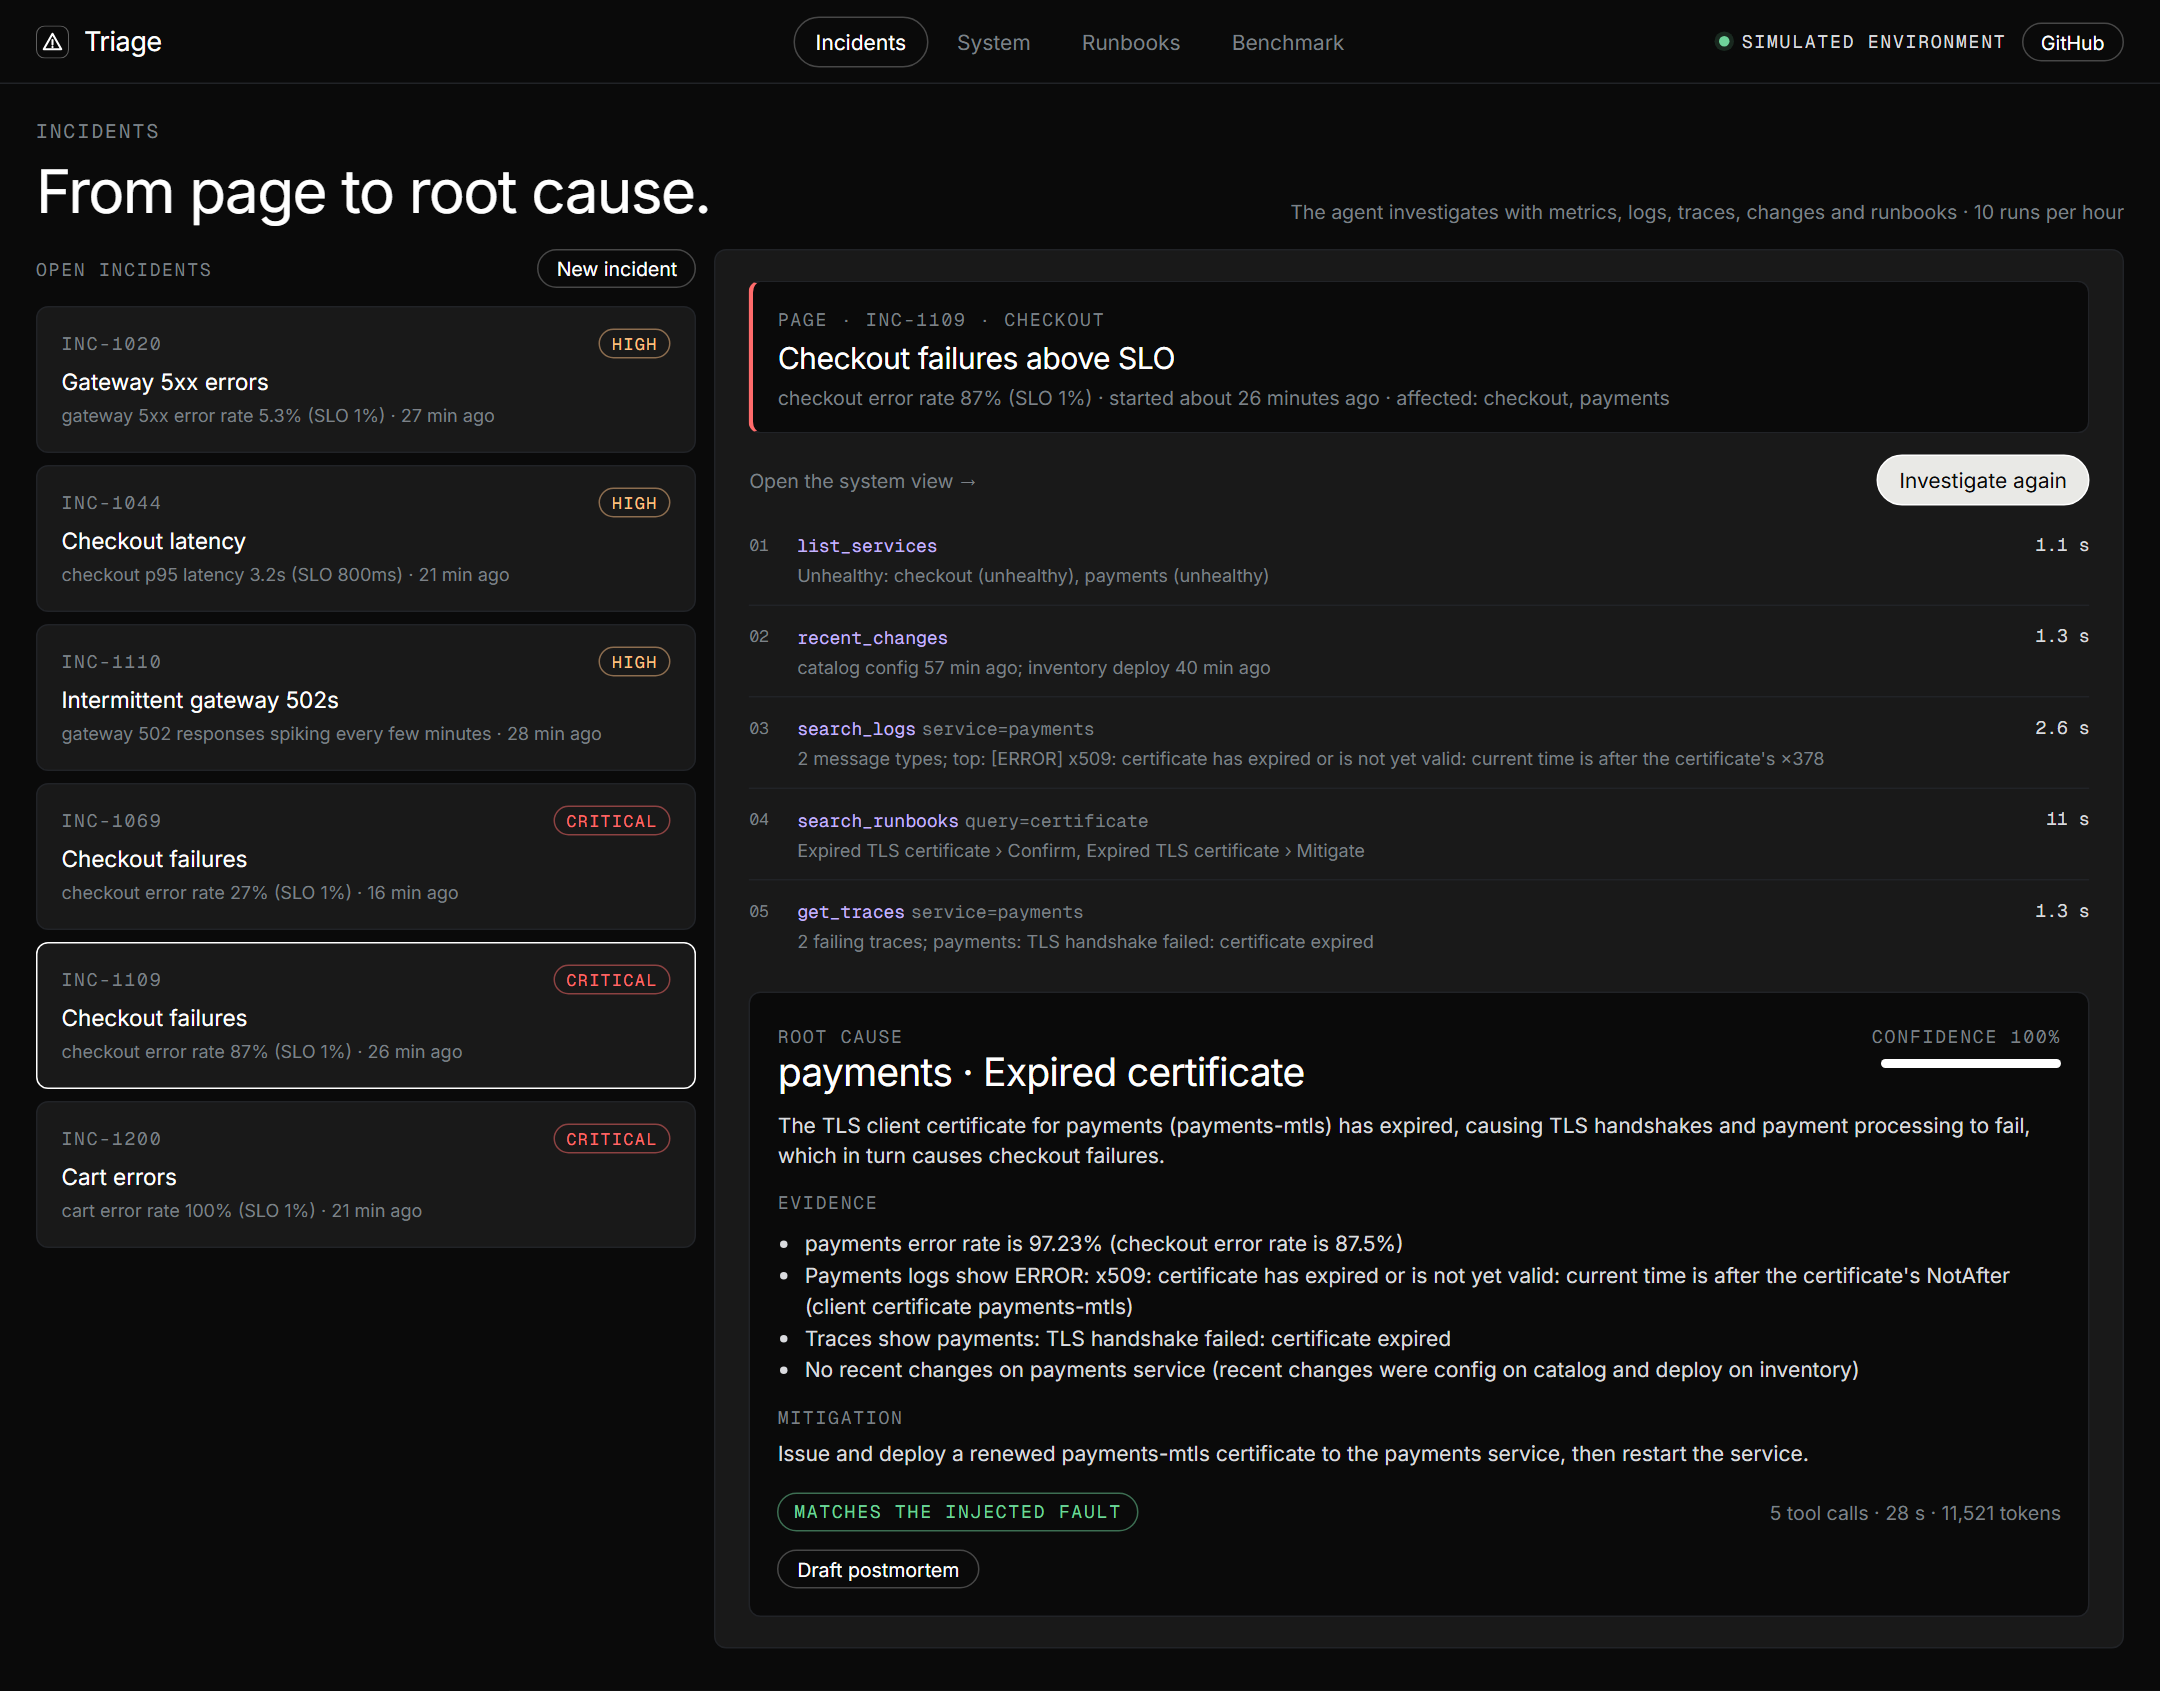 Triage
Incidents
System
Runbooks
Benchmark
SIMULATED ENVIRONMENT
GitHub
INCIDENTS
From page to root cause.
The agent investigates with metrics, logs, traces, changes and runbooks · 10 runs per hour
OPEN INCIDENTS
New incident
INC-1020
HIGH
Gateway 5xx errors
gateway 5xx error rate 5.3% (SLO 1%) · 27 min ago
INC-1044
HIGH
Checkout latency
checkout p95 latency 3.2s (SLO 800ms) · 21 min ago
INC-1110
HIGH
Intermittent gateway 502s
gateway 502 responses spiking every few minutes · 28 min ago
INC-1069
CRITICAL
Checkout failures
checkout error rate 27% (SLO 1%) · 16 min ago
INC-1109
CRITICAL
Checkout failures
checkout error rate 87% (SLO 1%) · 26 min ago
INC-1200
CRITICAL
Cart errors
cart error rate 100% (SLO 1%) · 21 min ago
PAGE · INC-1109 · CHECKOUT
Checkout failures above SLO
checkout error rate 87% (SLO 1%) · started about 26 minutes ago · affected: checkout, payments
Open the system view →
Investigate again
01 list_services 1.1 s
Unhealthy: checkout (unhealthy), payments (unhealthy)
02 recent_changes 1.3 s
catalog config 57 min ago; inventory deploy 40 min ago
03 search_logs service=payments 2.6 s
2 message types; top: [ERROR] x509: certificate has expired or is not yet valid: current time is after the certificate's ×378
04 search_runbooks query=certificate 11 s
Expired TLS certificate › Confirm, Expired TLS certificate › Mitigate
05 get_traces service=payments 1.3 s
2 failing traces; payments: TLS handshake failed: certificate expired
ROOT CAUSE
CONFIDENCE 100%
payments · Expired certificate
The TLS client certificate for payments (payments-mtls) has expired, causing TLS handshakes and payment processing to fail,
which in turn causes checkout failures.
EVIDENCE
• payments error rate is 97.23% (checkout error rate is 87.5%)
• Payments logs show ERROR: x509: certificate has expired or is not yet valid: current time is after the certificate's NotAfter
(client certificate payments-mtls)
• Traces show payments: TLS handshake failed: certificate expired
• No recent changes on payments service (recent changes were config on catalog and deploy on inventory)
MITIGATION
Issue and deploy a renewed payments-mtls certificate to the payments service, then restart the service.
MATCHES THE INJECTED FAULT
5 tool calls · 28 s · 11,521 tokens
Draft postmortem